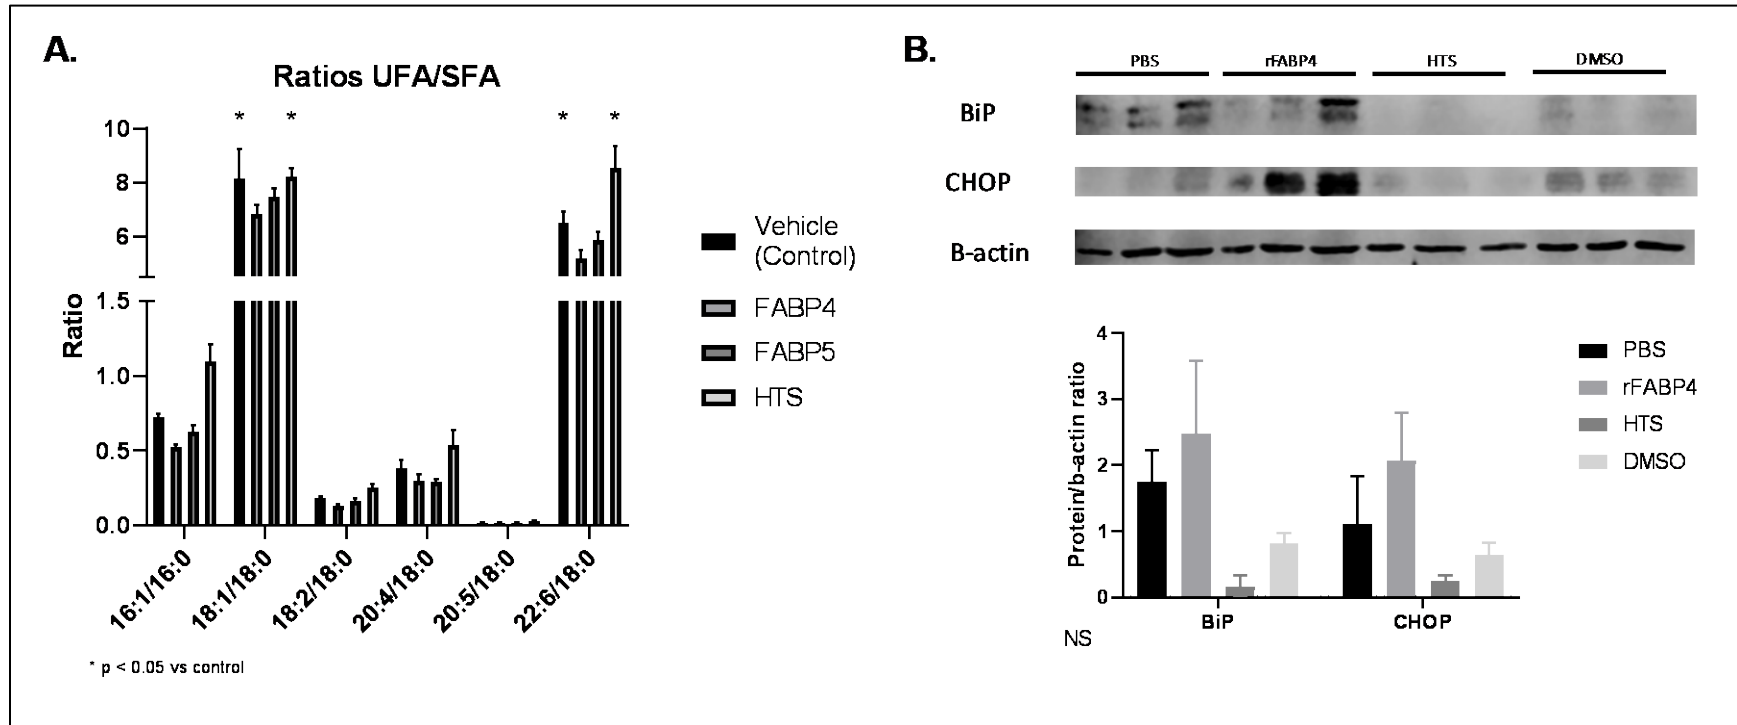 A.
Ratios UFA/SFA
* * * *
10
8
6
1.5
1.0
0.5
0.0
Ratio
16:1/16:0
18:1/18:0
18:2/18:0
20:4/18:0
20:5/18:0
22:6/18:0
* p < 0.05 vs control
Vehicle
(Control)
FABP4
FABP5
HTS
B.
PBS rFABP4 HTS DMSO
BiP
CHOP
B-actin
4
3
2
1
0
Protein/b-actin ratio
BiP CHOP
NS
PBS
rFABP4
HTS
DMSO